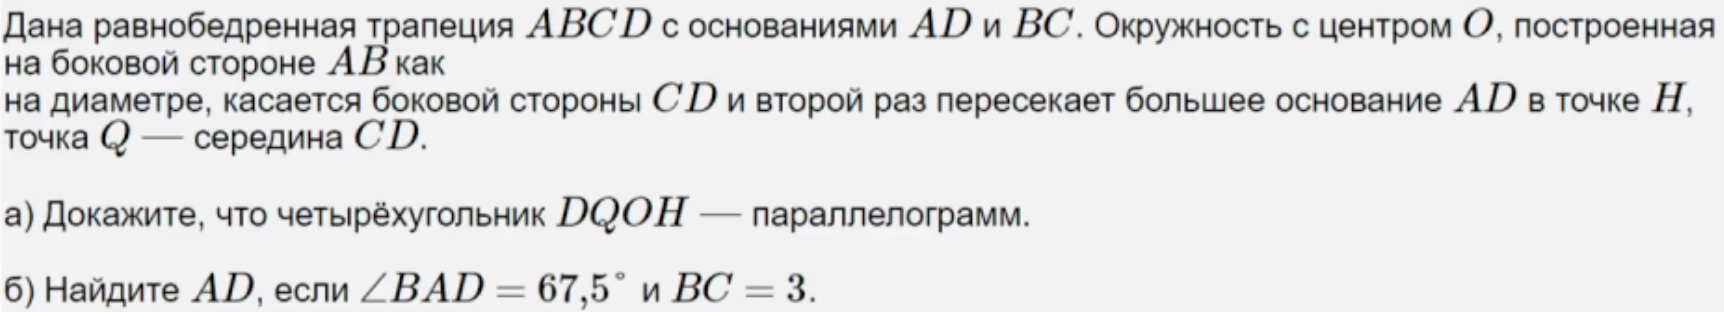 Дана равнобедренная трапеция ABCD с основаниями AD и BC. Окружность с центром O, построенная
на боковой стороне AB как
на диаметре, касается боковой стороны CD и второй раз пересекает большее основание AD в точке H,
точка Q — середина CD.
а) Докажите, что четырёхугольник DQOH — параллелограмм.
б) Найдите AD, если ∠BAD = 67,5° и BC = 3.